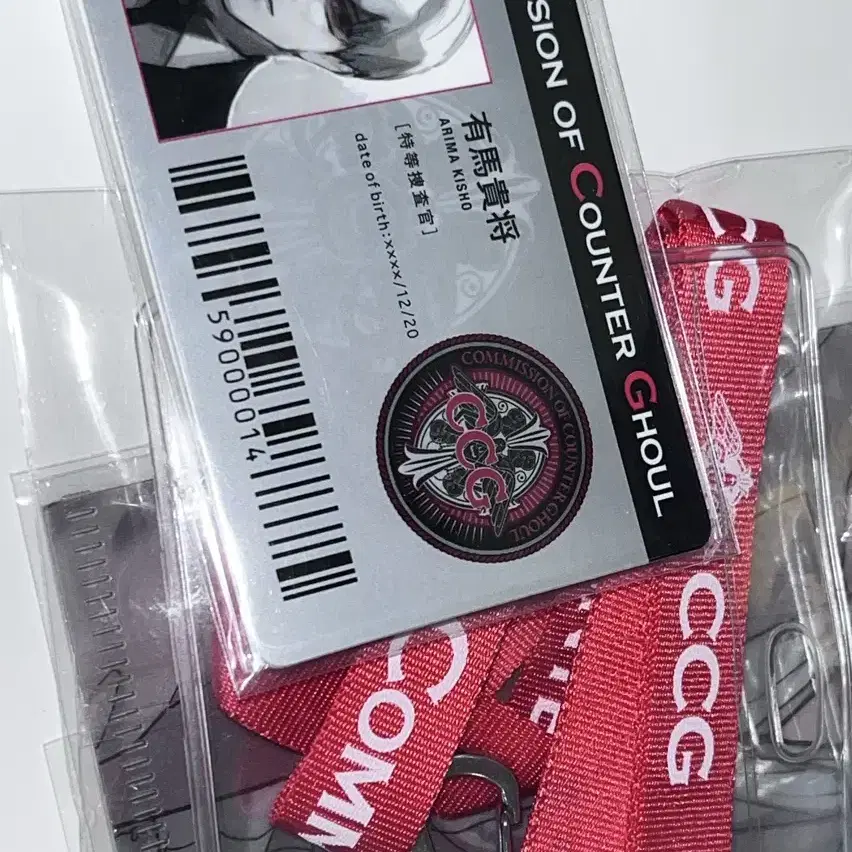 SION OF COUNTER GHOUL
有馬貴将
ARIMA KISHO
[特等捜査官]
date of birth:xxxx/12/20
59000014
COMMISSION OF COUNTER GHOUL
CCG
CCG
CCG
COMM